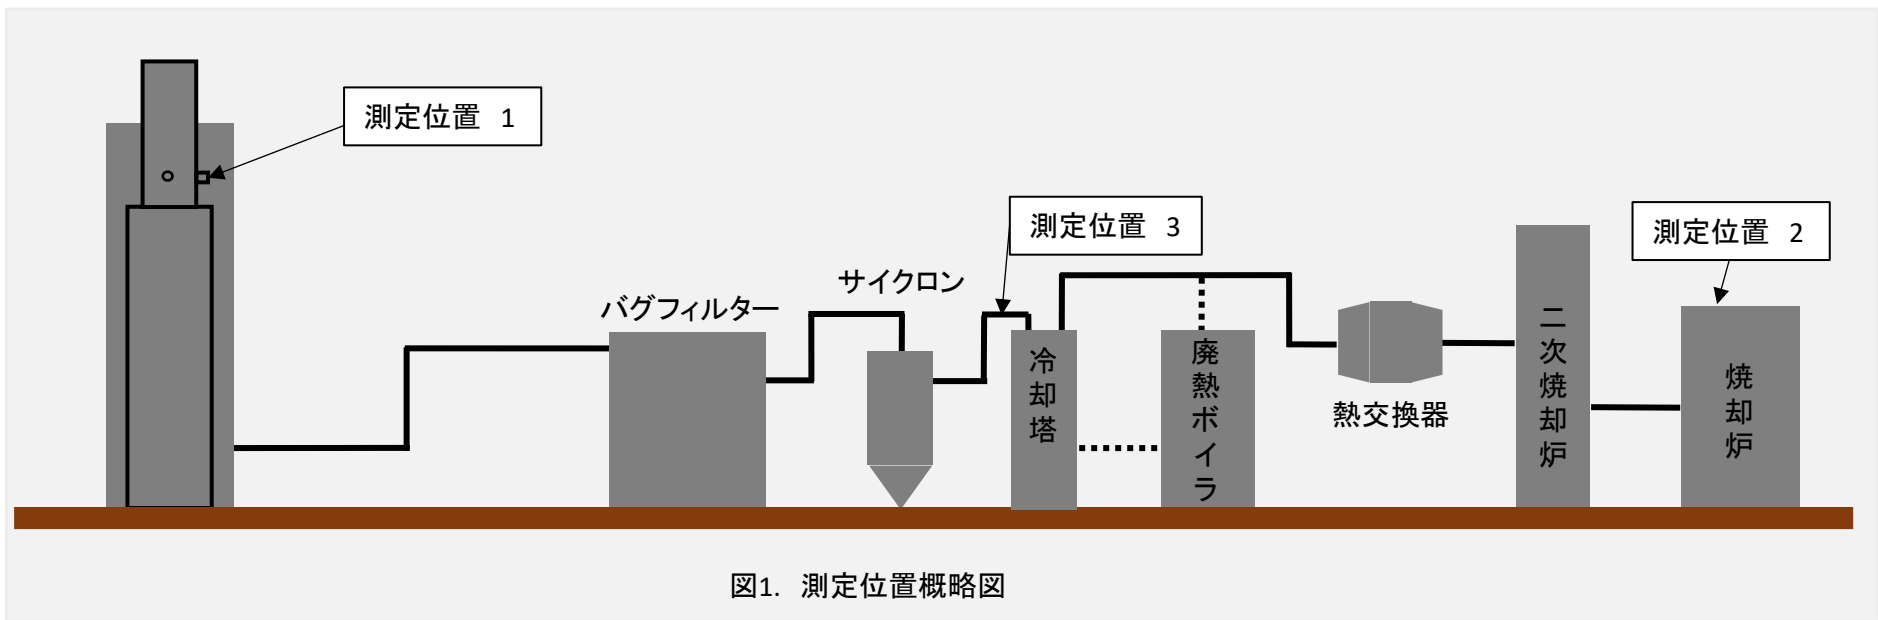 測定位置 1
測定位置 3
測定位置 2
サイクロン
バグフィルター
冷却塔
廃熱ボイラ
熱交換器
二次焼却炉
焼却炉
図1. 測定位置概略図